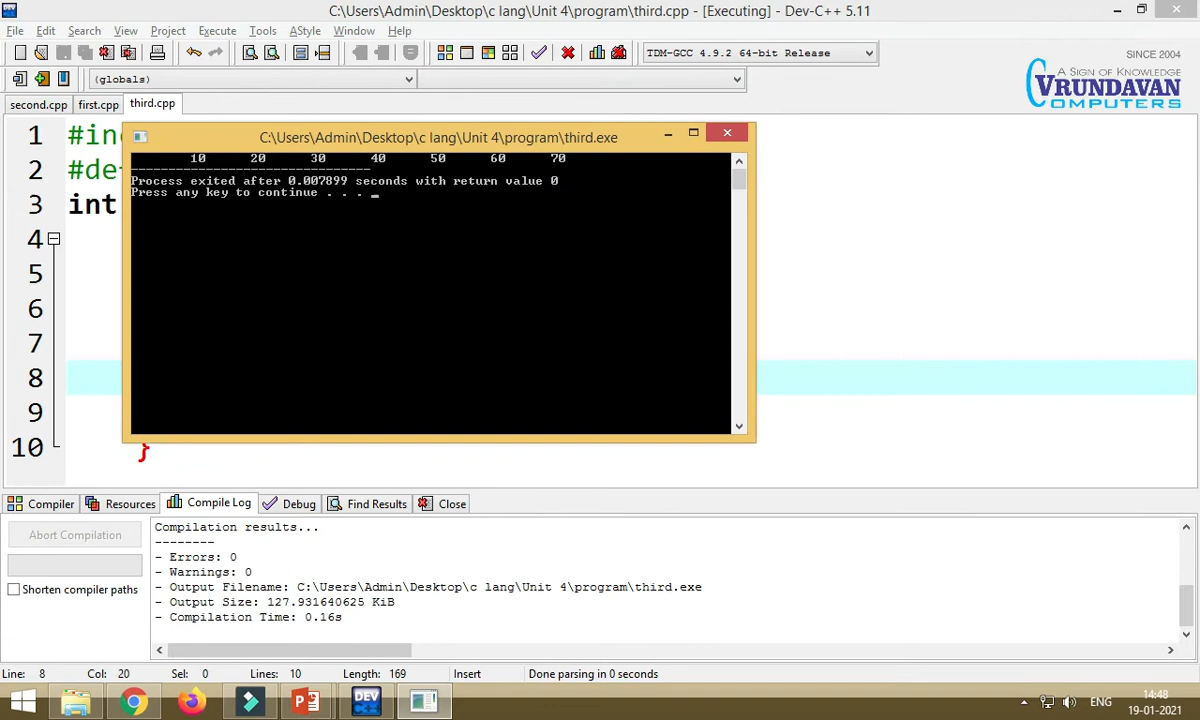 C:\Users\Admin\Desktop\c lang\Unit 4\program\third.cpp - [Executing] - Dev-C++ 5.11
File Edit Search View Project Execute Tools AStyle Window Help
TDM-GCC 4.9.2 64-bit Release
SINCE 2004
A SIGN OF KNOWLEDGE
VRUNDAVAN
COMPUTERS
(globals)
second.cpp first.cpp third.cpp
C:\Users\Admin\Desktop\c lang\Unit 4\program\third.exe
10 20 30 40 50 60 70
--------------------------------
Process exited after 0.007899 seconds with return value 0
Press any key to continue . . . _
1 #inc
2 #de
3 int
4
5
6
7
8
9
10 }
Compiler Resources Compile Log Debug Find Results Close
Abort Compilation
Shorten compiler paths
Compilation results...
--------
- Errors: 0
- Warnings: 0
- Output Filename: C:\Users\Admin\Desktop\c lang\Unit 4\program\third.exe
- Output Size: 127.931640625 KiB
- Compilation Time: 0.16s
Line: 8 Col: 20 Sel: 0 Lines: 10 Length: 169 Insert Done parsing in 0 seconds
DEV C++
ENG
14:48
19-01-2021